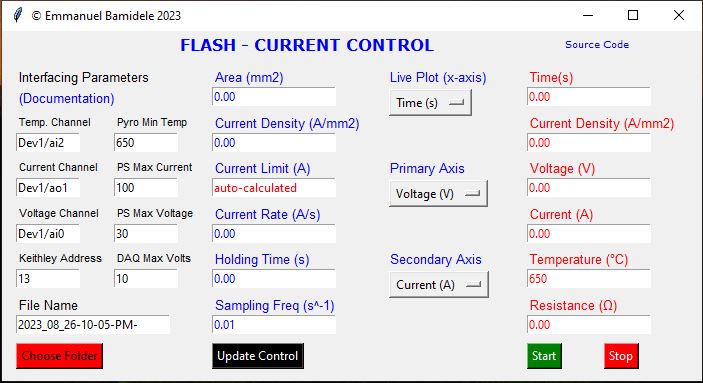 © Emmanuel Bamidele 2023
FLASH - CURRENT CONTROL
Source Code
Interfacing Parameters
(Documentation)
Temp. Channel
Pyro Min Temp
Dev1/ai2
650
Current Channel
PS Max Current
Dev1/ao1
100
Voltage Channel
PS Max Voltage
Dev1/ai0
30
Keithley Address
DAQ Max Volts
13
10
File Name
2023_08_26-10-05-PM-
Choose Folder
Area (mm2)
0.00
Current Density (A/mm2)
0.00
Current Limit (A)
auto-calculated
Current Rate (A/s)
0.00
Holding Time (s)
0.00
Sampling Freq (s^-1)
0.01
Update Control
Live Plot (x-axis)
Time (s)
Primary Axis
Voltage (V)
Secondary Axis
Current (A)
Time(s)
0.00
Current Density (A/mm2)
0.00
Voltage (V)
0.00
Current (A)
0.00
Temperature (°C)
650
Resistance (Ω)
0.00
Start
Stop